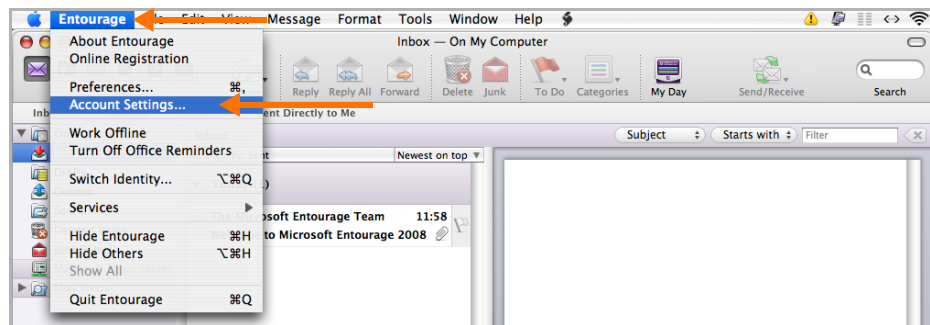 Entourage Edit View Message Format Tools Window Help
Inbox — On My Computer
About Entourage
Online Registration
Preferences... ⌘,
Account Settings...
Work Offline
Turn Off Office Reminders
Switch Identity... ⌥⌘Q
Services
Hide Entourage ⌘H
Hide Others ⌥⌘H
Show All
Quit Entourage ⌘Q
Reply Reply All Forward Delete Junk To Do Categories My Day Send/Receive Search
ent Directly to Me
Subject Starts with Filter
Newest on top
The Microsoft Entourage Team 11:58
to Microsoft Entourage 2008